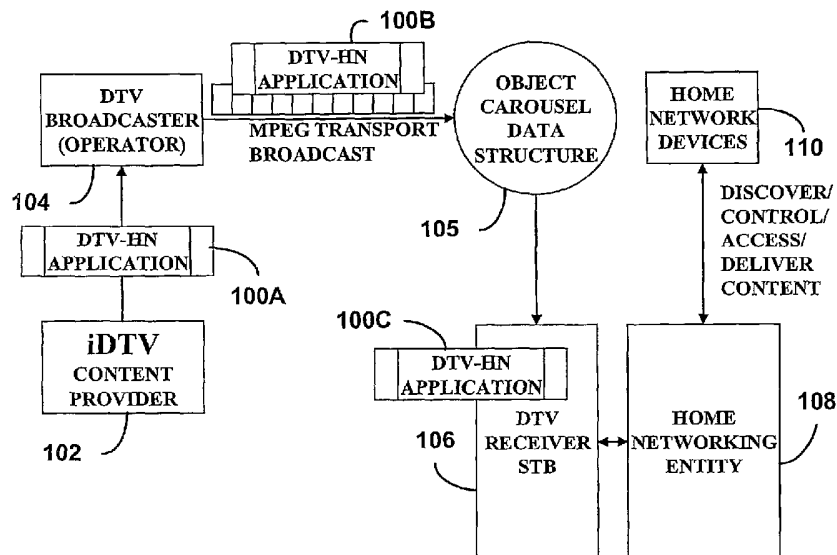 100B
DTV-HN
APPLICATION
DTV
BROADCASTER
(OPERATOR)
MPEG TRANSPORT
BROADCAST
OBJECT
CAROUSEL
DATA
STRUCTURE
HOME
NETWORK
DEVICES
110
104
105
DISCOVER/
CONTROL/
ACCESS/
DELIVER
CONTENT
DTV-HN
APPLICATION
100A
iDTV
CONTENT
PROVIDER
102
100C
DTV-HN
APPLICATION
DTV
RECEIVER
STB
106
HOME
NETWORKING
ENTITY
108